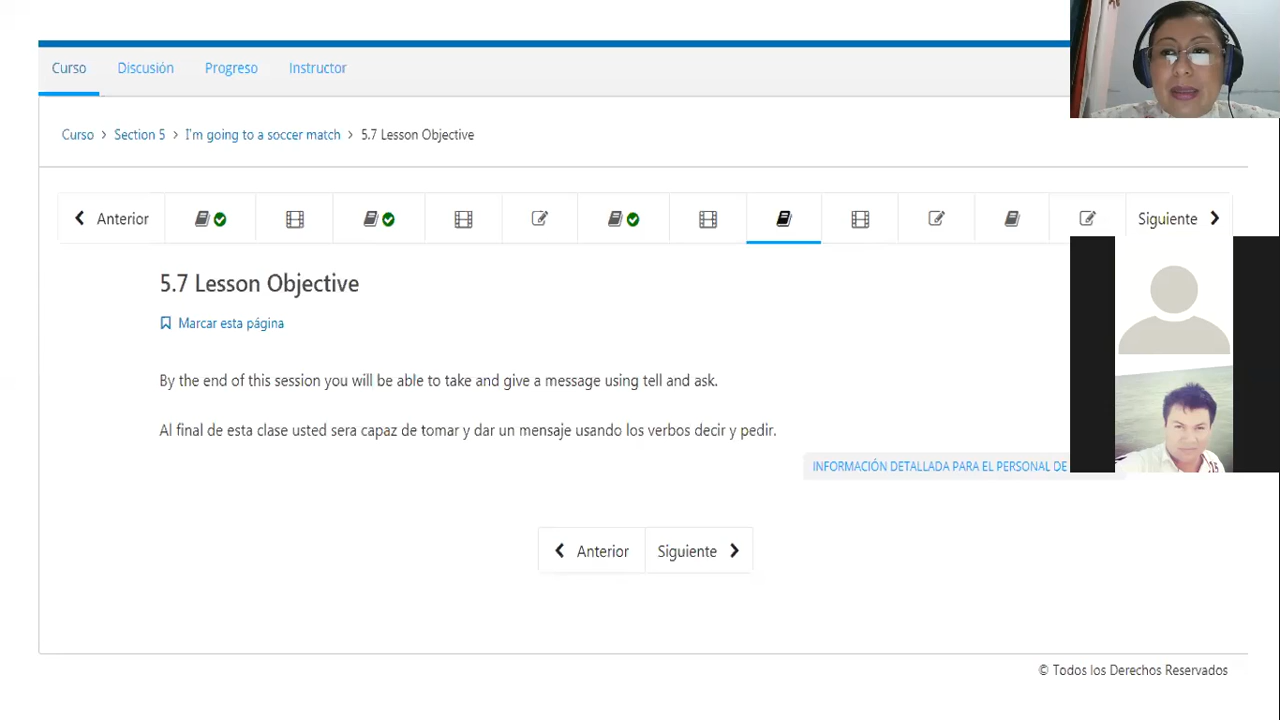 Curso Discusión Progreso Instructor
Curso > Section 5 > I'm going to a soccer match > 5.7 Lesson Objective
Anterior Siguiente
5.7 Lesson Objective
Marcar esta página
By the end of this session you will be able to take and give a message using tell and ask.
Al final de esta clase usted sera capaz de tomar y dar un mensaje usando los verbos decir y pedir.
INFORMACIÓN DETALLADA PARA EL PERSONAL DE
Anterior Siguiente
© Todos los Derechos Reservados